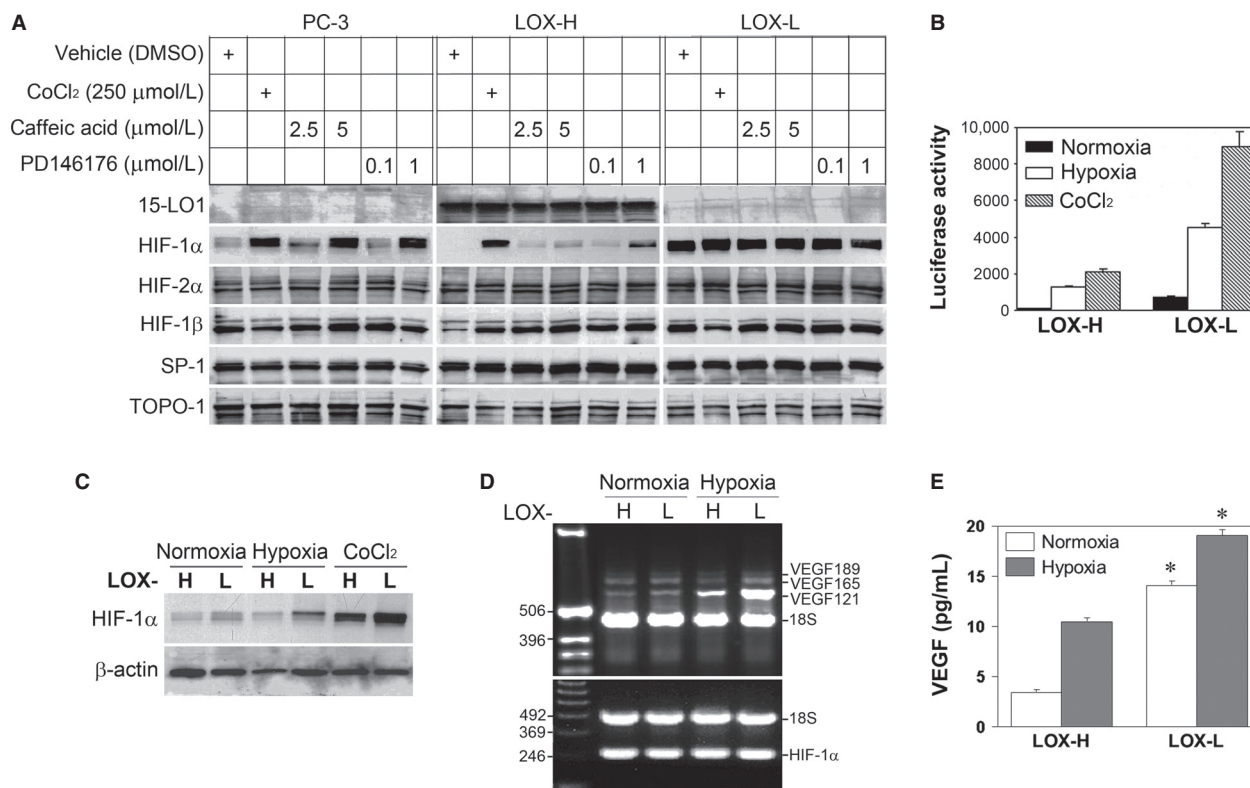 A
PC-3 LOX-H LOX-L
Vehicle (DMSO) + + +
CoCl2 (250 µmol/L) + + +
Caffeic acid (µmol/L) 2.5 5 2.5 5 2.5 5
PD146176 (µmol/L) 0.1 1 0.1 1 0.1 1
15-LO1
HIF-1α
HIF-2α
HIF-1β
SP-1
TOPO-1
B
Luciferase activity
10,000
8000
6000
4000
2000
0
Normoxia
Hypoxia
CoCl2
LOX-H LOX-L
C
Normoxia Hypoxia CoCl2
LOX- H L H L H L
HIF-1α
β-actin
D
Normoxia Hypoxia
LOX- H L H L
506
396
VEGF189
VEGF165
VEGF121
18S
492
369
246
18S
HIF-1α
E
VEGF (pg/mL)
20
15
10
5
0
Normoxia
Hypoxia
* *
LOX-H LOX-L